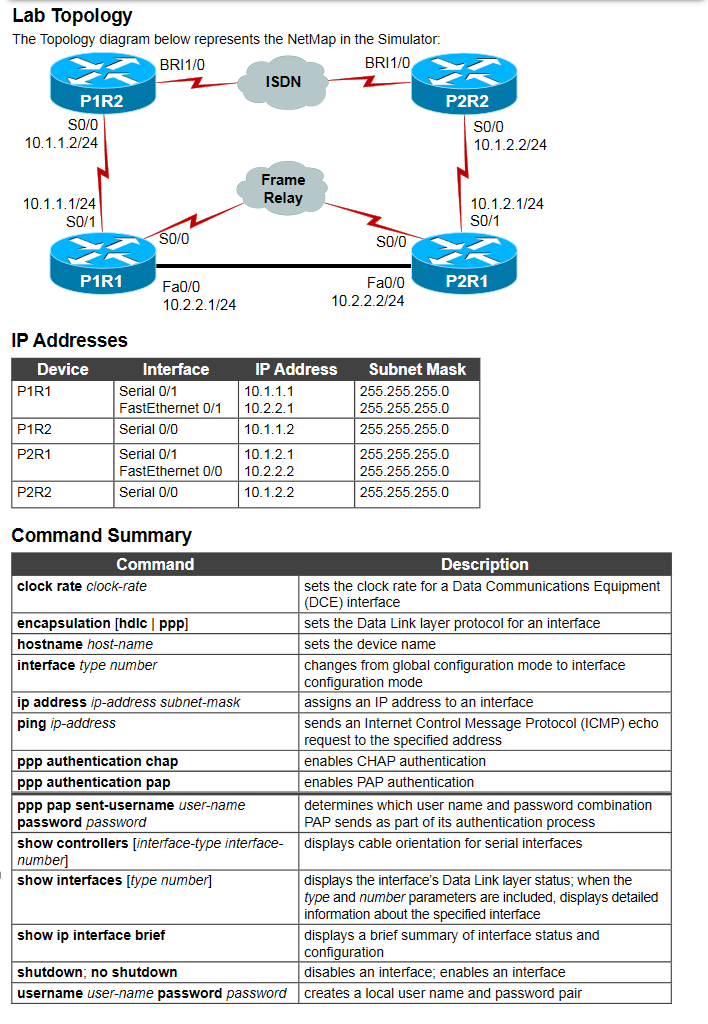 Lab Topology
The Topology diagram below represents the NetMap in the Simulator:
BRI1/0
BRI1/0
ISDN
P1R2
P2R2
S0/0
10.1.1.2/24
S0/0
10.1.2.2/24
Frame
Relay
10.1.1.1/24
S0/1
10.1.2.1/24
S0/1
S0/0
S0/0
P1R1
P2R1
Fa0/0
10.2.2.1/24
Fa0/0
10.2.2.2/24
IP Addresses
Device Interface IP Address Subnet Mask
P1R1 Serial 0/1 10.1.1.1 255.255.255.0
FastEthernet 0/1 10.2.2.1 255.255.255.0
P1R2 Serial 0/0 10.1.1.2 255.255.255.0
P2R1 Serial 0/1 10.1.2.1 255.255.255.0
FastEthernet 0/0 10.2.2.2 255.255.255.0
P2R2 Serial 0/0 10.1.2.2 255.255.255.0
Command Summary
Command Description
clock rate clock-rate sets the clock rate for a Data Communications Equipment
(DCE) interface
encapsulation [hdlc | ppp] sets the Data Link layer protocol for an interface
hostname host-name sets the device name
interface type number changes from global configuration mode to interface
configuration mode
ip address ip-address subnet-mask assigns an IP address to an interface
ping ip-address sends an Internet Control Message Protocol (ICMP) echo
request to the specified address
ppp authentication chap enables CHAP authentication
ppp authentication pap enables PAP authentication
ppp pap sent-username user-name determines which user name and password combination
password password PAP sends as part of its authentication process
show controllers [interface-type interface- displays cable orientation for serial interfaces
number]
show interfaces [type number] displays the interface's Data Link layer status; when the
type and number parameters are included, displays detailed
information about the specified interface
show ip interface brief displays a brief summary of interface status and
configuration
shutdown; no shutdown disables an interface; enables an interface
username user-name password password creates a local user name and password pair